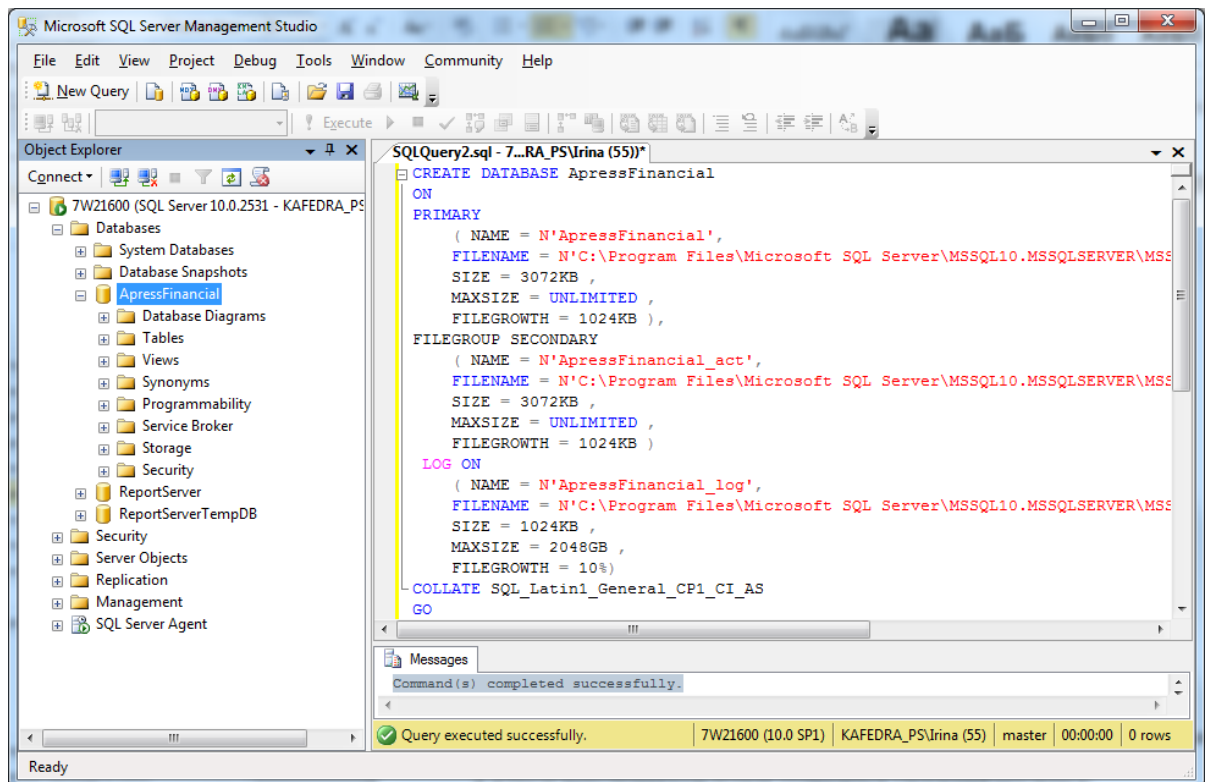 Microsoft SQL Server Management Studio
File Edit View Project Debug Tools Window Community Help
New Query
Execute
Object Explorer
Connect
7W21600 (SQL Server 10.0.2531 - KAFEDRA_PS
Databases
System Databases
Database Snapshots
ApressFinancial
Database Diagrams
Tables
Views
Synonyms
Programmability
Service Broker
Storage
Security
ReportServer
ReportServerTempDB
Security
Server Objects
Replication
Management
SQL Server Agent
SQLQuery2.sql - 7...RA_PS\Irina (55))*
CREATE DATABASE ApressFinancial
ON
PRIMARY
( NAME = N'ApressFinancial',
FILENAME = N'C:\Program Files\Microsoft SQL Server\MSSQL10.MSSQLSERVER\MSS
SIZE = 3072KB ,
MAXSIZE = UNLIMITED ,
FILEGROWTH = 1024KB ),
FILEGROUP SECONDARY
( NAME = N'ApressFinancial_act',
FILENAME = N'C:\Program Files\Microsoft SQL Server\MSSQL10.MSSQLSERVER\MSS
SIZE = 3072KB ,
MAXSIZE = UNLIMITED ,
FILEGROWTH = 1024KB )
LOG ON
( NAME = N'ApressFinancial_log',
FILENAME = N'C:\Program Files\Microsoft SQL Server\MSSQL10.MSSQLSERVER\MSS
SIZE = 1024KB ,
MAXSIZE = 2048GB ,
FILEGROWTH = 10%)
COLLATE SQL_Latin1_General_CP1_CI_AS
GO
Messages
Command(s) completed successfully.
Query executed successfully. 7W21600 (10.0 SP1) KAFEDRA_PS\Irina (55) master 00:00:00 0 rows
Ready